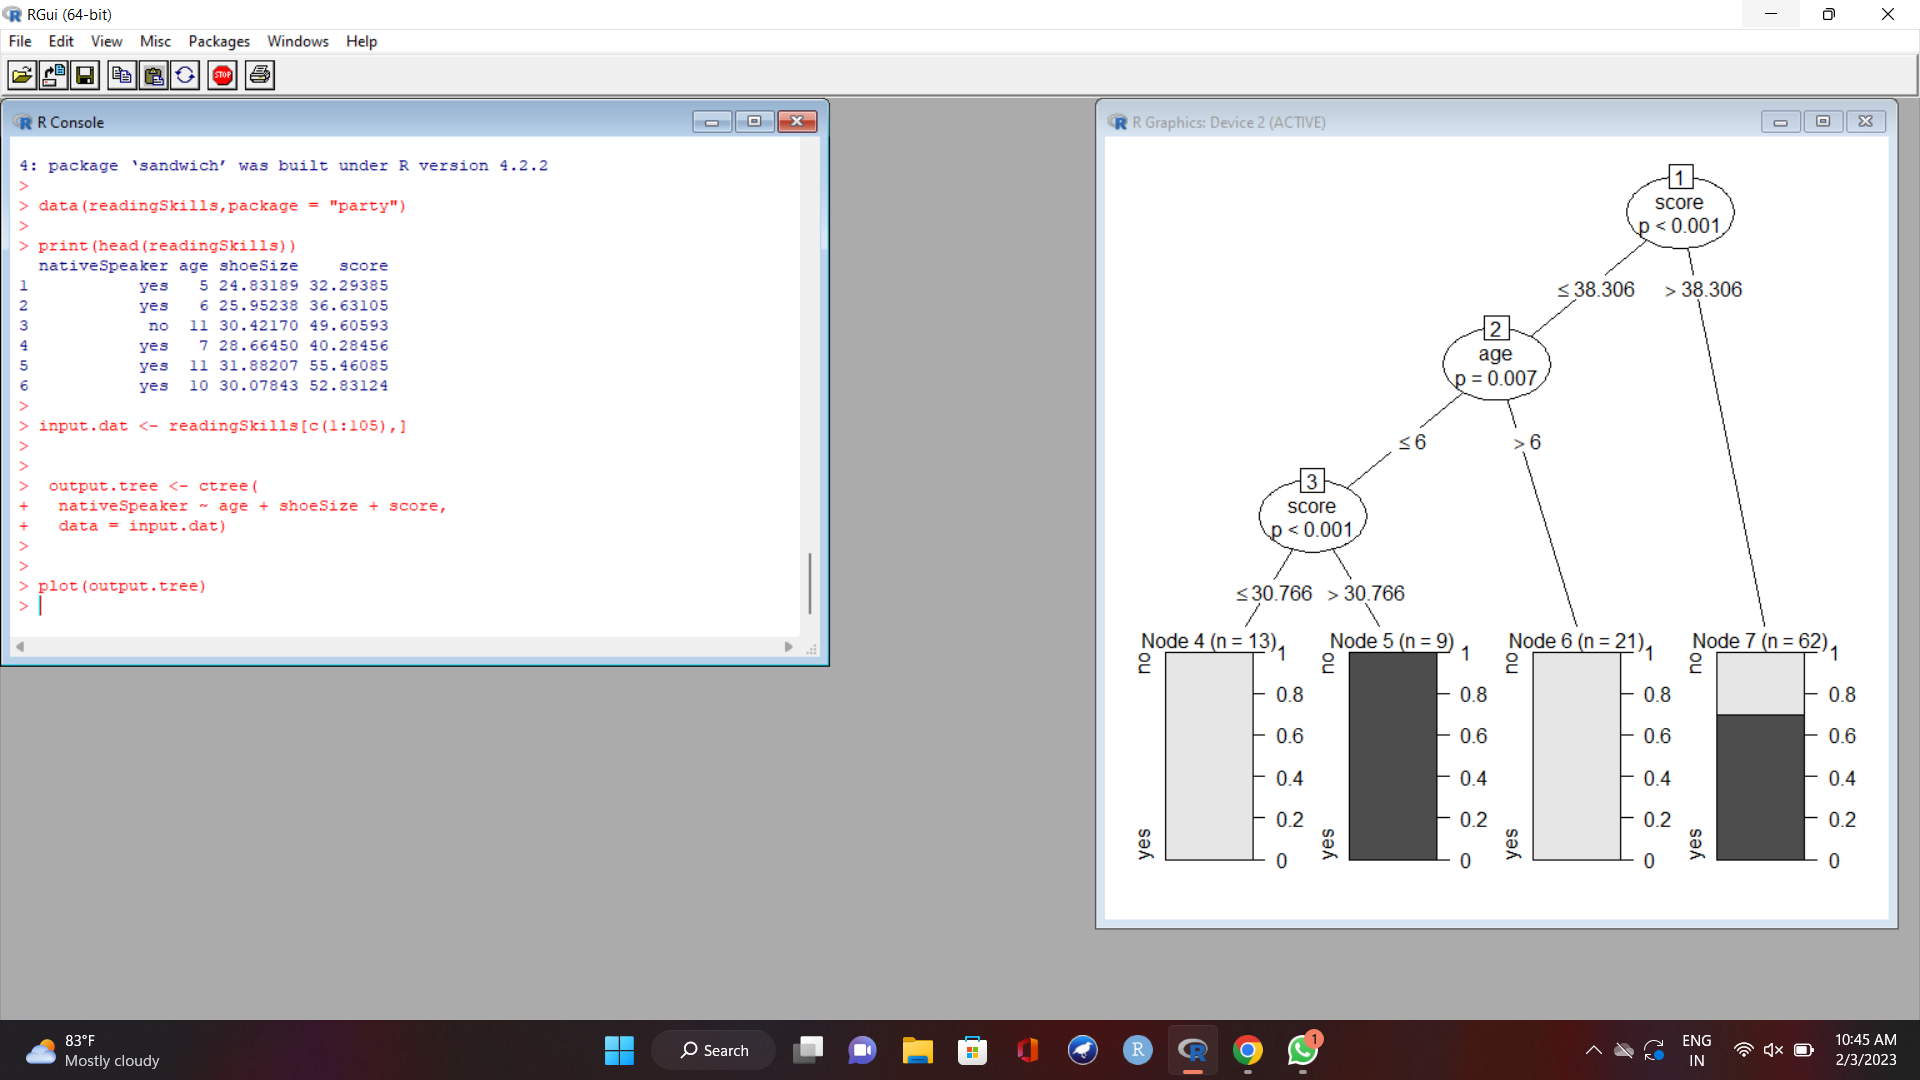 RGui (64-bit)
File Edit View Misc Packages Windows Help
STOP
R Console
4: package ‘sandwich’ was built under R version 4.2.2
>
> data(readingSkills,package = "party")
>
> print(head(readingSkills))
  nativeSpeaker age shoeSize    score
1           yes   5 24.83189 32.29385
2           yes   6 25.95238 36.63105
3            no  11 30.42170 49.60593
4           yes   7 28.66450 40.28456
5           yes  11 31.88207 55.46085
6           yes  10 30.07843 52.83124
>
> input.dat <- readingSkills[c(1:105),]
>
>
>  output.tree <- ctree(
+   nativeSpeaker ~ age + shoeSize + score,
+   data = input.dat)
>
>
> plot(output.tree)
>
R Graphics: Device 2 (ACTIVE)
1
score
p < 0.001
≤ 38.306 > 38.306
2
age
p = 0.007
≤ 6 > 6
3
score
p < 0.001
≤ 30.766 > 30.766
Node 4 (n = 13) Node 5 (n = 9) Node 6 (n = 21) Node 7 (n = 62)
no 1 no 1 no 1 no 1
0.8 0.8 0.8 0.8
0.6 0.6 0.6 0.6
0.4 0.4 0.4 0.4
0.2 0.2 0.2 0.2
yes 0 yes 0 yes 0 yes 0
83°F
Mostly cloudy
Search
R
R
1
ENG
IN
10:45 AM
2/3/2023